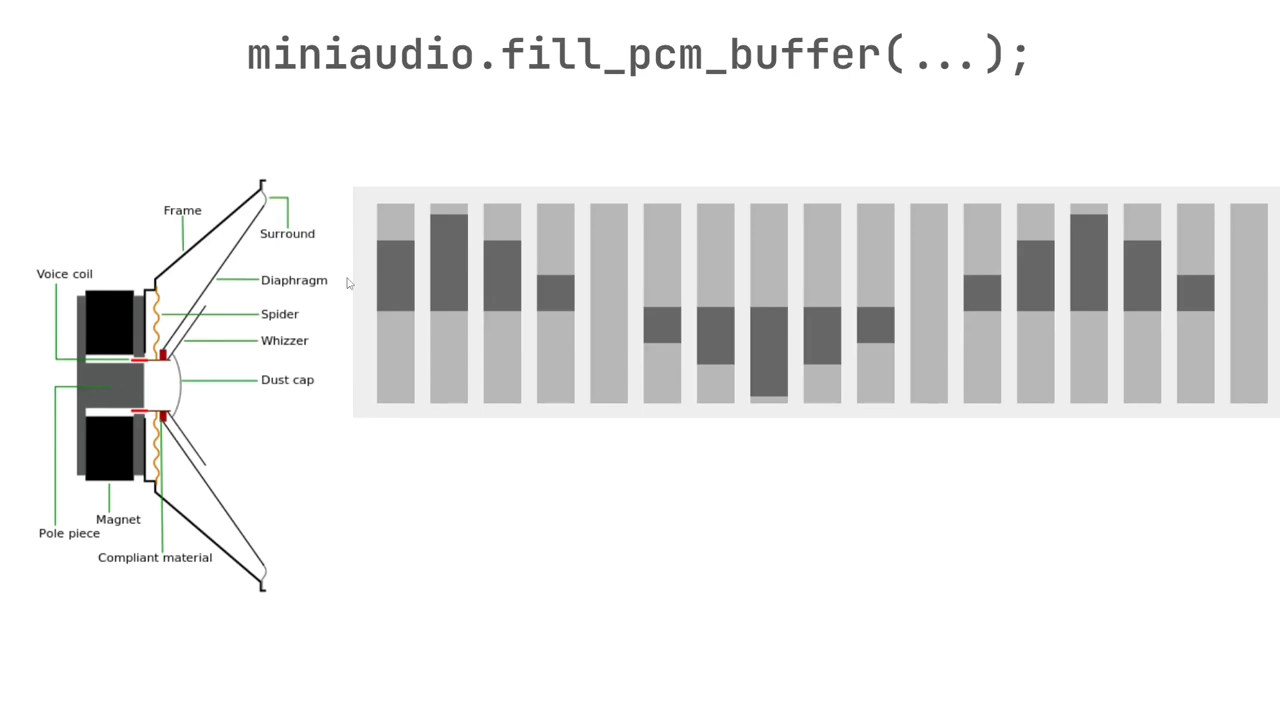 miniaudio.fill_pcm_buffer(...);
Frame
Surround
Voice coil
Diaphragm
Spider
Whizzer
Dust cap
Magnet
Pole piece
Compliant material